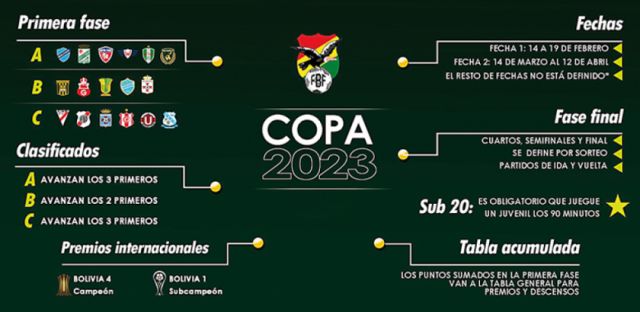 Primera fase
A
B
C
Clasificados
A AVANZAN LOS 3 PRIMEROS
B AVANZAN LOS 2 PRIMEROS
C AVANZAN LOS 3 PRIMEROS
Premios internacionales
BOLIVIA 4
Campeón
BOLIVIA 1
Subcampeón
FBF
COPA
2023
Fechas
FECHA 1: 14 A 19 DE FEBRERO
FECHA 2: 14 DE MARZO AL 12 DE ABRIL
EL RESTO DE FECHAS NO ESTÁ DEFINIDO*
Fase final
CUARTOS, SEMIFINALES Y FINAL
SE DEFINE POR SORTEO
PARTIDOS DE IDA Y VUELTA
Sub 20: ES OBLIGATORIO QUE JUEGUE
UN JUVENIL LOS 90 MINUTOS
Tabla acumulada
LOS PUNTOS SUMADOS EN LA PRIMERA FASE
VAN A LA TABLA GENERAL PARA
PREMIOS Y DESCENSOS